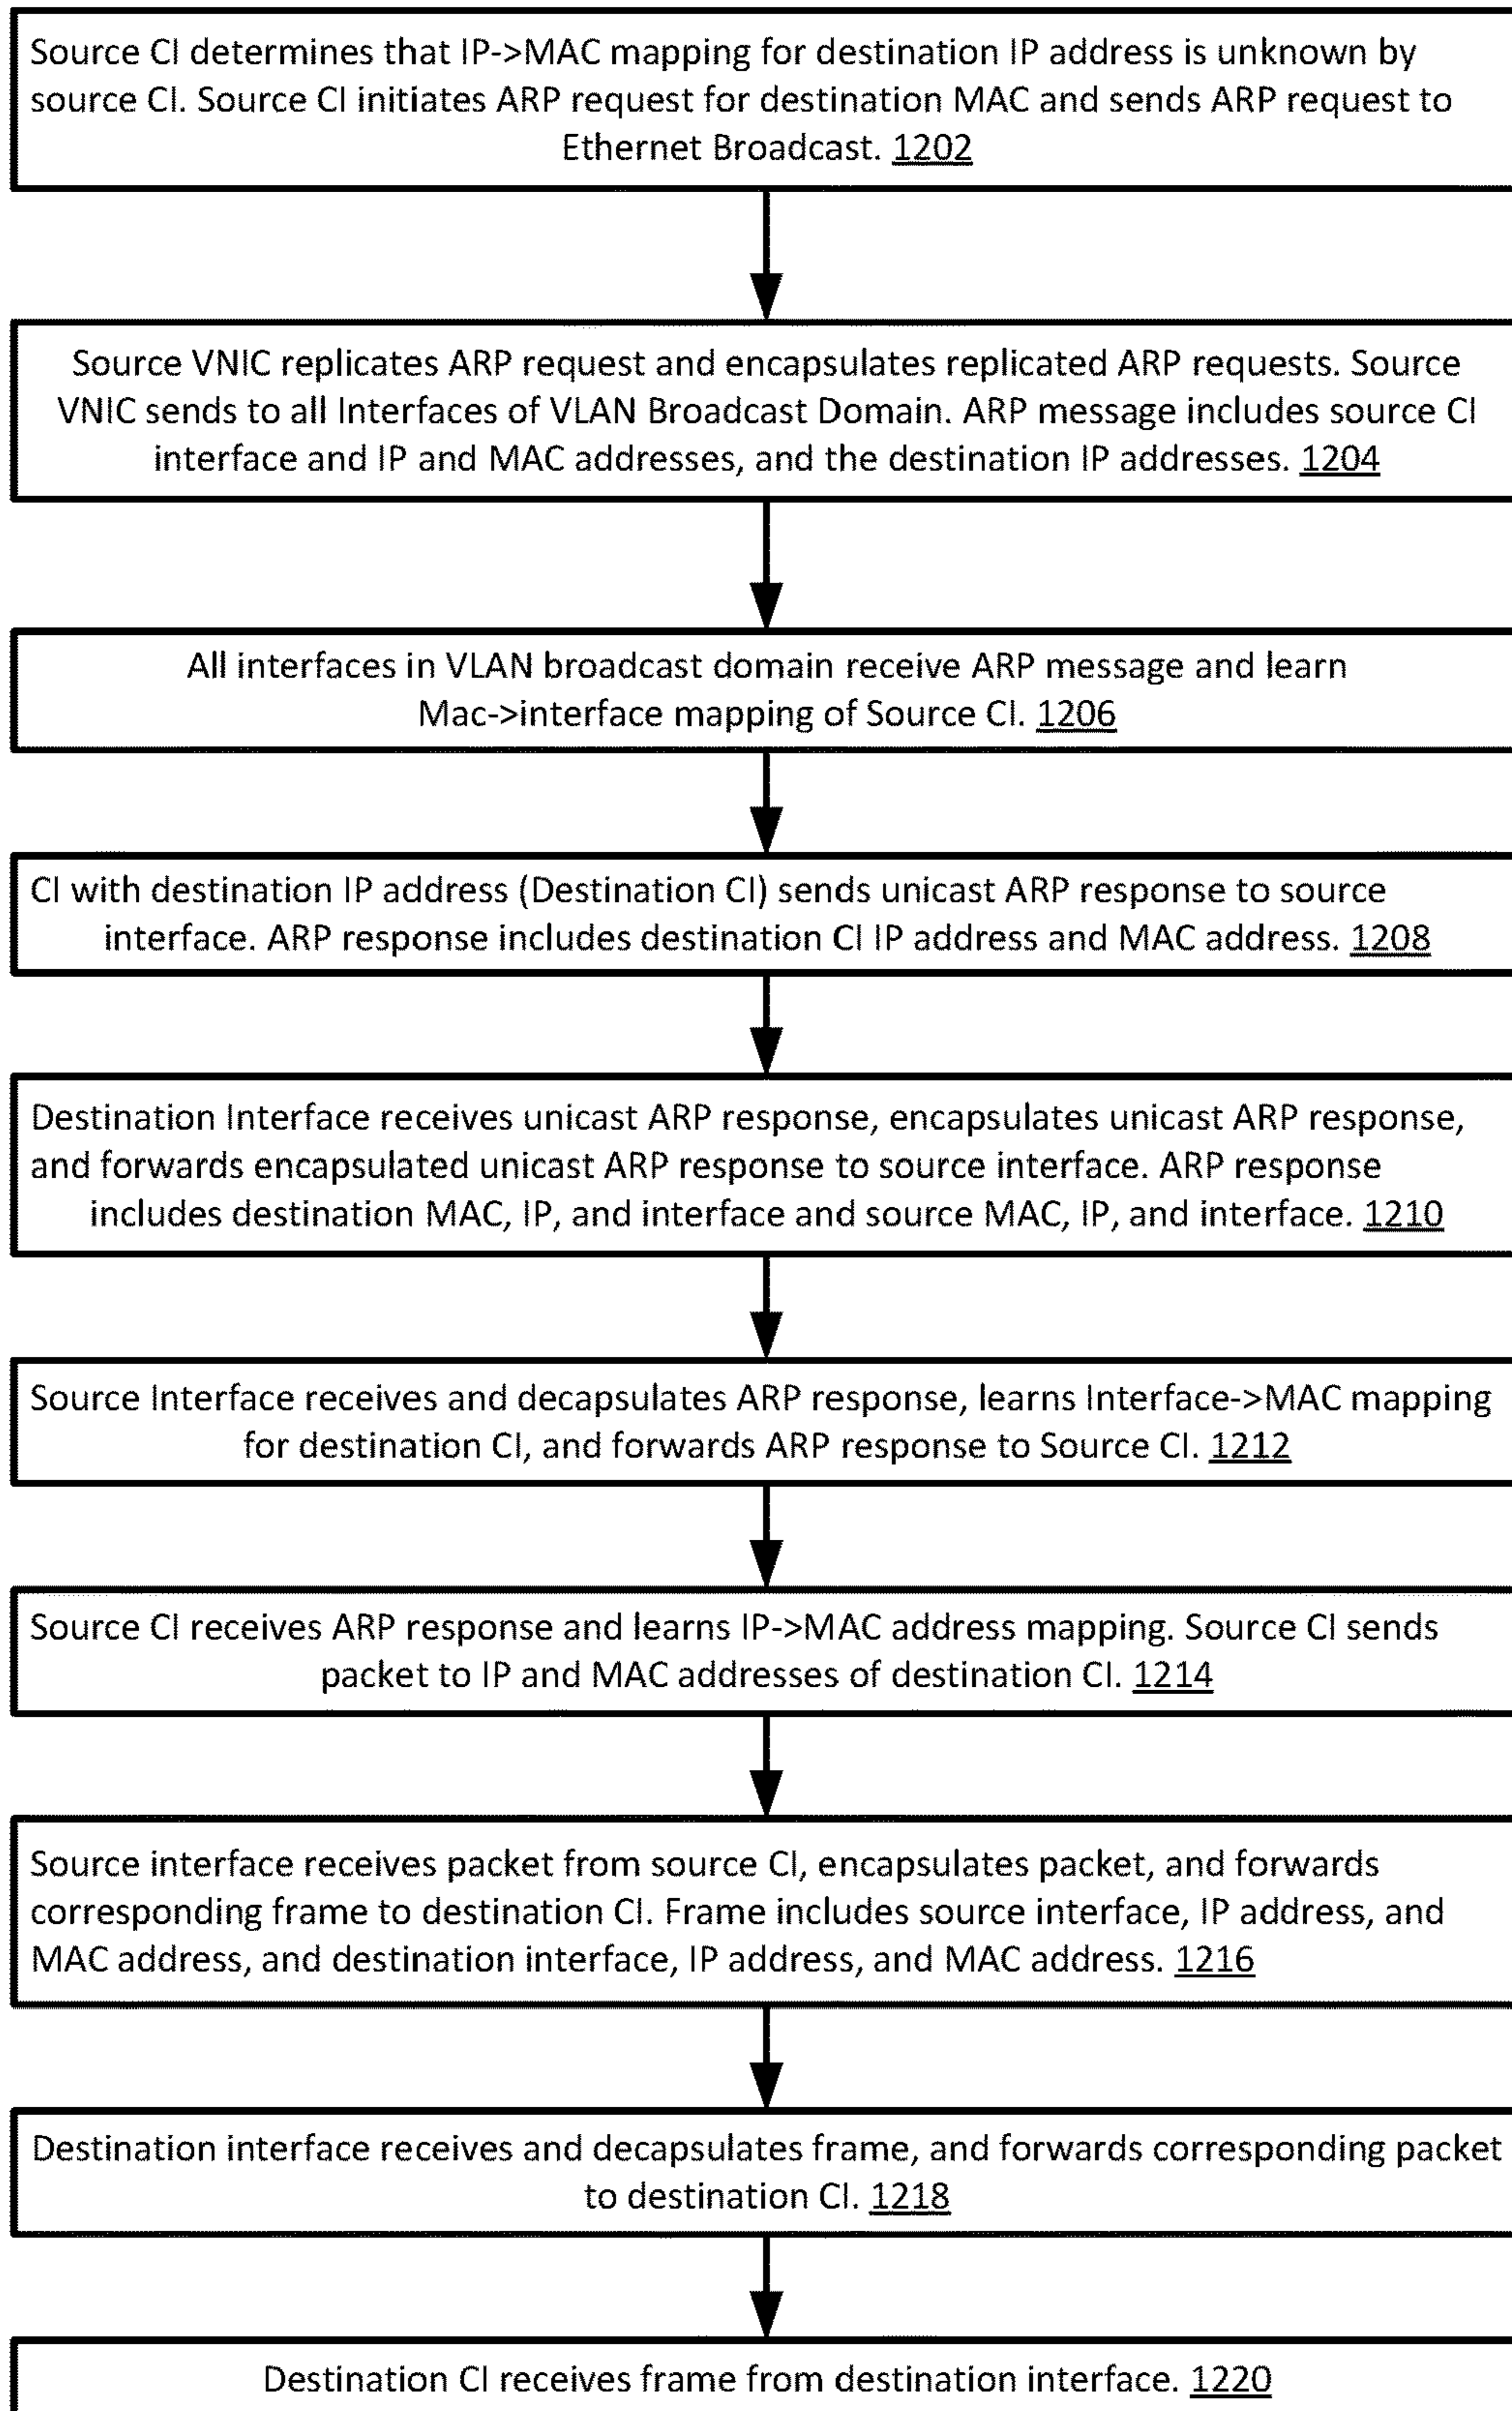 Source CI determines that IP->MAC mapping for destination IP address is unknown by
source CI. Source CI initiates ARP request for destination MAC and sends ARP request to
Ethernet Broadcast. 1202
Source VNIC replicates ARP request and encapsulates replicated ARP requests. Source
VNIC sends to all Interfaces of VLAN Broadcast Domain. ARP message includes source CI
interface and IP and MAC addresses, and the destination IP addresses. 1204
All interfaces in VLAN broadcast domain receive ARP message and learn
Mac->interface mapping of Source CI. 1206
CI with destination IP address (Destination CI) sends unicast ARP response to source
interface. ARP response includes destination CI IP address and MAC address. 1208
Destination Interface receives unicast ARP response, encapsulates unicast ARP response,
and forwards encapsulated unicast ARP response to source interface. ARP response
includes destination MAC, IP, and interface and source MAC, IP, and interface. 1210
Source Interface receives and decapsulates ARP response, learns Interface->MAC mapping
for destination CI, and forwards ARP response to Source CI. 1212
Source CI receives ARP response and learns IP->MAC address mapping. Source CI sends
packet to IP and MAC addresses of destination CI. 1214
Source interface receives packet from source CI, encapsulates packet, and forwards
corresponding frame to destination CI. Frame includes source interface, IP address, and
MAC address, and destination interface, IP address, and MAC address. 1216
Destination interface receives and decapsulates frame, and forwards corresponding packet
to destination CI. 1218
Destination CI receives frame from destination interface. 1220